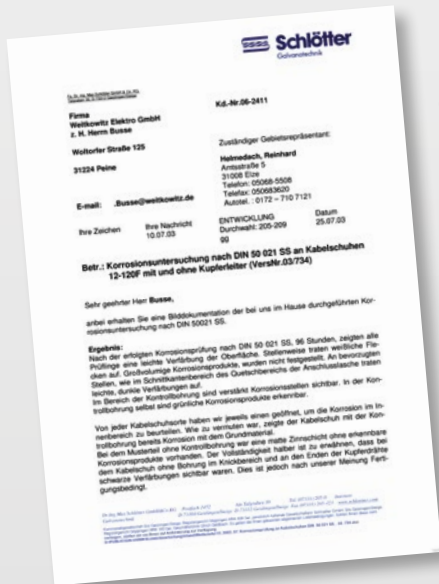 Schlötter
Galvanotechnik
Firma
Weitkowitz Elektro GmbH
z. H. Herrn Busse
Woltorfer Straße 125
31224 Peine
E-mail: .Busse@weitkowitz.de
Kd.-Nr.06-2411
Zuständiger Gebietsrepräsentant:
Helmedach, Reinhard
Amtsstraße 5
31008 Elze
Telefon: 05068-5508
Telefax: 050683620
Autotel. : 0172 – 710 7121
Ihre Zeichen Ihre Nachricht ENTWICKLUNG Datum
10.07.03 Durchwahl: 205-209 25.07.03
gg
Betr.: Korrosionsuntersuchung nach DIN 50 021 SS an Kabelschuhen
12-120F mit und ohne Kupferleiter (VersNr.03/734)
Sehr geehrter Herr Busse,
anbei erhalten Sie eine Bilddokumentation der bei uns im Hause durchgeführten Kor-
rosionsuntersuchung nach DIN 50021 SS.
Ergebnis:
Nach der erfolgten Korrosionsprüfung nach DIN 50 021 SS, 96 Stunden, zeigten alle
Prüflinge eine leichte Verfärbung der Oberfläche. Stellenweise traten weißliche Fle-
cken auf. Großvolumige Korrosionsprodukte, wurden nicht festgestellt. An bevorzugten
Stellen, wie im Schnittkantenbereich des Quetschbereichs der Anschlusslasche traten
leichte, dunkle Verfärbungen auf.
Im Bereich der Kontrollbohrung sind verstärkt Korrosionsstellen sichtbar. In der Kon-
trollbohrung selbst sind grünliche Korrosionsprodukte erkennbar.
Von jeder Kabelschuhsorte haben wir jeweils einen geöffnet, um die Korrosion im In-
nenbereich zu beurteilen. Wie zu vermuten war, zeigte der Kabelschuh mit der Kon-
trollbohrung bereits Korrosion mit dem Grundmaterial.
Bei dem Musterteil ohne Kontrollbohrung war eine matte Zinnschicht ohne erkennbare
Korrosionsprodukte vorhanden. Der Vollständigkeit halber ist zu erwähnen, dass bei
dem Kabelschuh ohne Bohrung im Knickbereich und an den Enden der Kupferdrähte
schwarze Verfärbungen sichtbar waren. Dies ist jedoch nach unserer Meinung Ferti-
gungsbedingt.